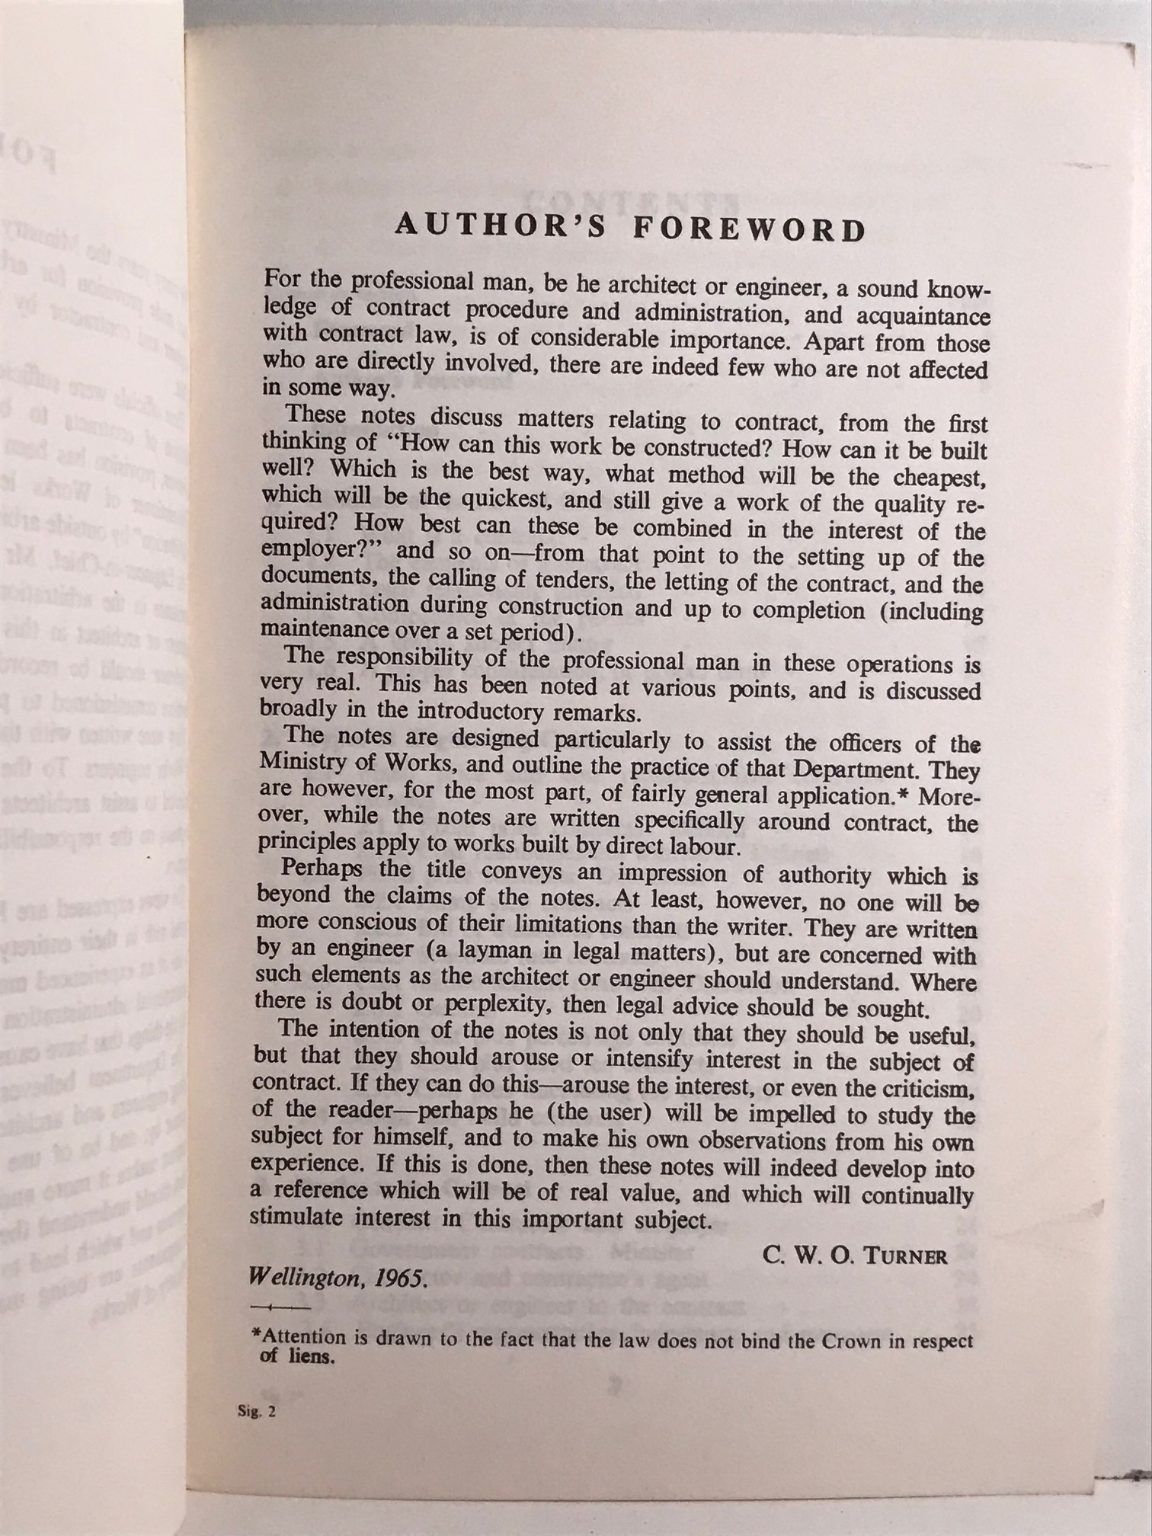 AUTHOR'S FOREWORD
For the professional man, be he architect or engineer, a sound know-
ledge of contract procedure and administration, and acquaintance
with contract law, is of considerable importance. Apart from those
who are directly involved, there are indeed few who are not affected
in some way.
These notes discuss matters relating to contract, from the first
thinking of “How can this work be constructed? How can it be built
well? Which is the best way, what method will be the cheapest,
which will be the quickest, and still give a work of the quality re-
quired? How best can these be combined in the interest of the
employer?” and so on—from that point to the setting up of the
documents, the calling of tenders, the letting of the contract, and the
administration during construction and up to completion (including
maintenance over a set period).
The responsibility of the professional man in these operations is
very real. This has been noted at various points, and is discussed
broadly in the introductory remarks.
The notes are designed particularly to assist the officers of the
Ministry of Works, and outline the practice of that Department. They
are however, for the most part, of fairly general application.* More-
over, while the notes are written specifically around contract, the
principles apply to works built by direct labour.
Perhaps the title conveys an impression of authority which is
beyond the claims of the notes. At least, however, no one will be
more conscious of their limitations than the writer. They are written
by an engineer (a layman in legal matters), but are concerned with
such elements as the architect or engineer should understand. Where
there is doubt or perplexity, then legal advice should be sought.
The intention of the notes is not only that they should be useful,
but that they should arouse or intensify interest in the subject of
contract. If they can do this—arouse the interest, or even the criticism,
of the reader—perhaps he (the user) will be impelled to study the
subject for himself, and to make his own observations from his own
experience. If this is done, then these notes will indeed develop into
a reference which will be of real value, and which will continually
stimulate interest in this important subject.
C. W. O. TURNER
Wellington, 1965.
*Attention is drawn to the fact that the law does not bind the Crown in respect
of liens.
Sig. 2